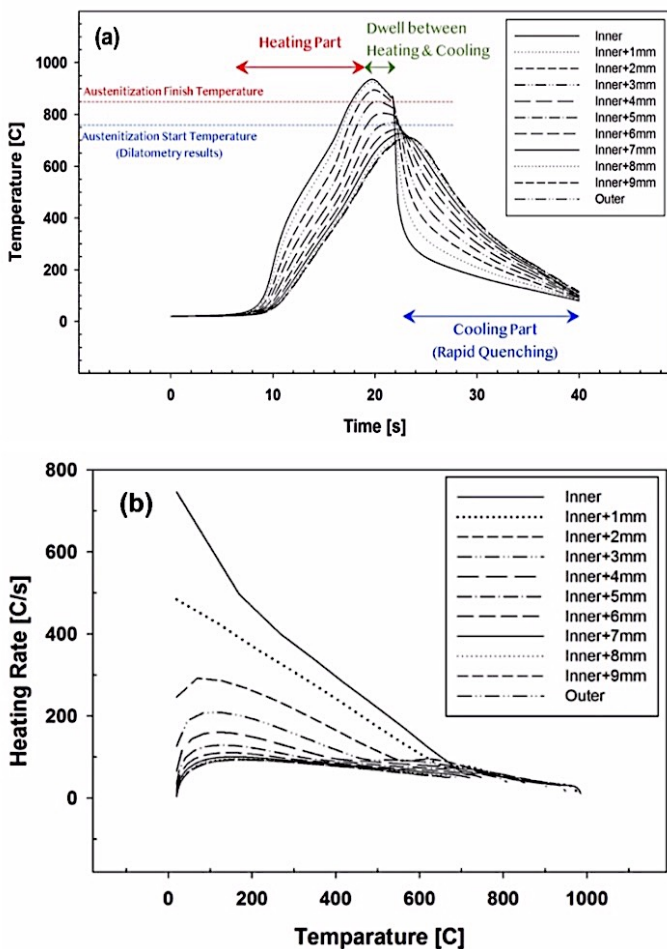 (a)
Heating Part
Dwell between
Heating & Cooling
Austenitization Finish Temperature
Austenitization Start Temperature
(Dilatometry results)
Cooling Part
(Rapid Quenching)
Inner
Inner+1mm
Inner+2mm
Inner+3mm
Inner+4mm
Inner+5mm
Inner+6mm
Inner+7mm
Inner+8mm
Inner+9mm
Outer
Temperature [C]
1000
800
600
400
200
0
0 10 20 30 40
Time [s]
(b)
Inner
Inner+1mm
Inner+2mm
Inner+3mm
Inner+4mm
Inner+5mm
Inner+6mm
Inner+7mm
Inner+8mm
Inner+9mm
Outer
Heating Rate [C/s]
800
600
400
200
0
0 200 400 600 800 1000
Temparature [C]